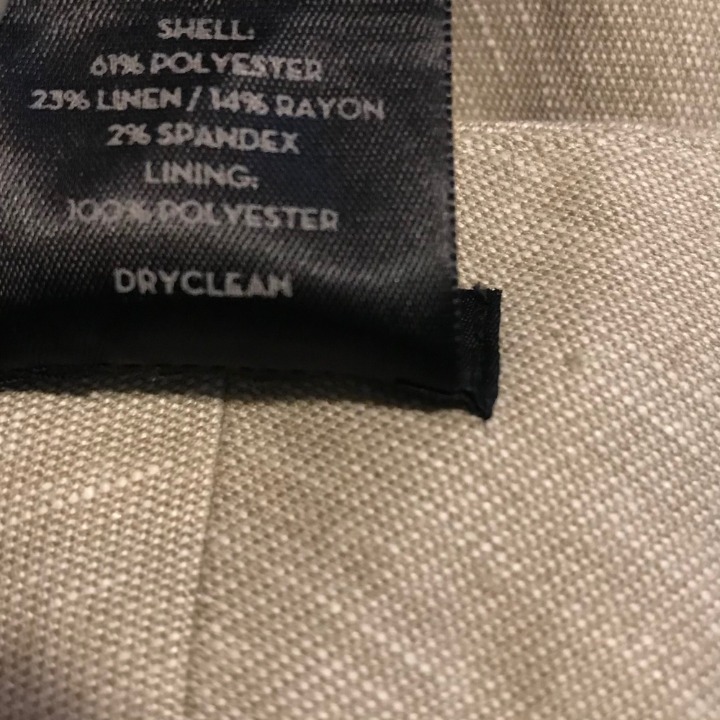 SHELL:
61% POLYESTER
23% LINEN / 14% RAYON
2% SPANDEX
LINING:
100% POLYESTER
DRYCLEAN